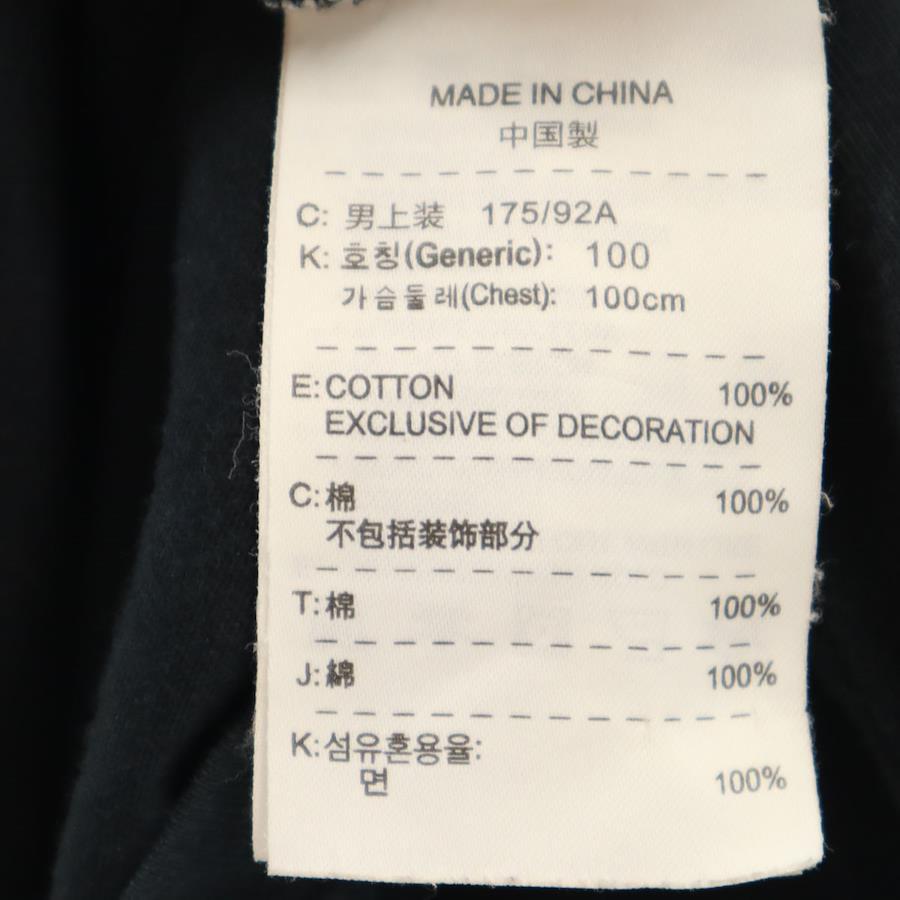 MADE IN CHINA
中国製
C: 男上装 175/92A
K: 호칭(Generic): 100
가슴둘레(Chest): 100cm
E: COTTON 100%
EXCLUSIVE OF DECORATION
C: 棉 100%
不包括装饰部分
T: 棉 100%
J: 綿 100%
K: 섬유혼용율:
면 100%